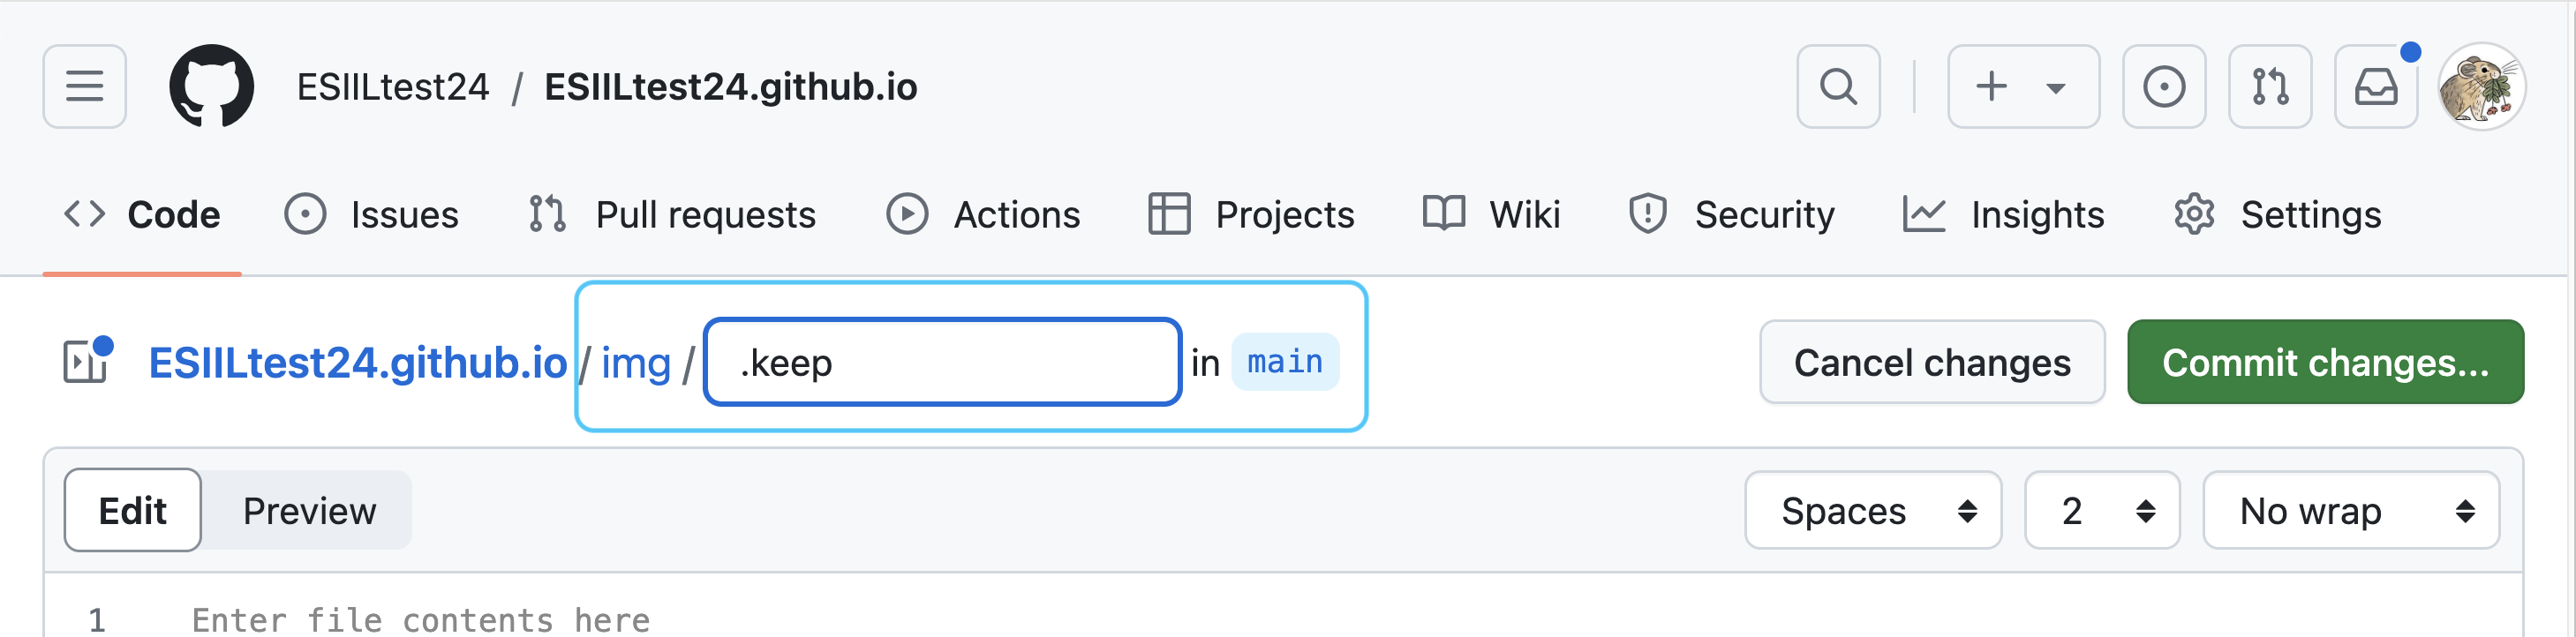 ESIILtest24 / ESIILtest24.github.io
Code Issues Pull requests Actions Projects Wiki Security Insights Settings
ESIILtest24.github.io / img / .keep in main Cancel changes Commit changes...
Edit Preview Spaces 2 No wrap
1 Enter file contents here